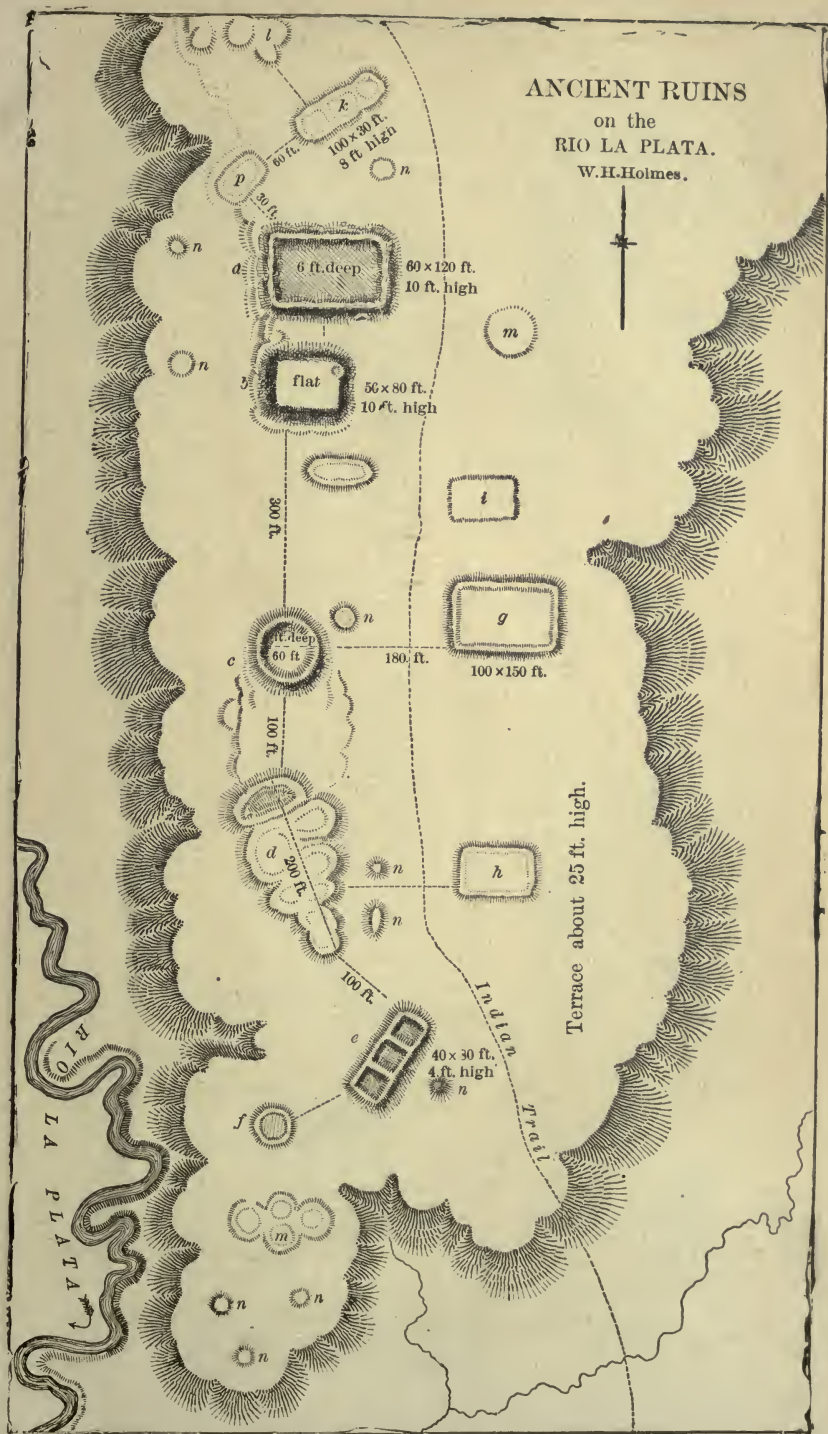 ANCIENT RUINS
on the
RIO LA PLATA.
W.H.Holmes.
l
k
100 × 30 ft.
8 ft high
60 ft.
p
n
30 ft.
n
a
6 ft. deep
60 × 120 ft.
10 ft. high
m
n
b
flat
56 × 80 ft.
10 ft. high
300 ft.
i
n
g
c
ft. deep
60 ft
180. ft.
100 × 150 ft.
100 ft.
d
200 ft.
n
h
n
Terrace about 25 ft. high.
100 ft.
Indian Trail
e
40 × 30 ft.
4 ft. high
n
f
RIO LA PLATA
m
n
n
n